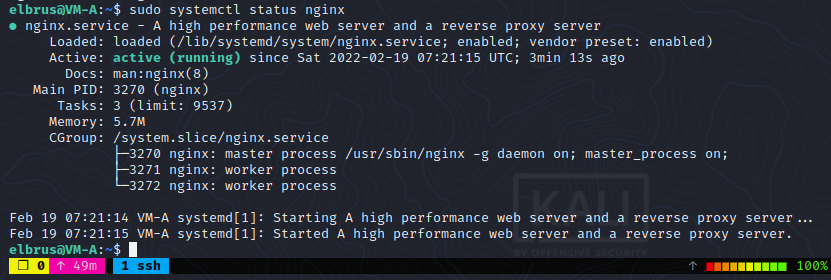 elbrus@VM-A:~$ sudo systemctl status nginx
● nginx.service - A high performance web server and a reverse proxy server
Loaded: loaded (/lib/systemd/system/nginx.service; enabled; vendor preset: enabled)
Active: active (running) since Sat 2022-02-19 07:21:15 UTC; 3min 13s ago
Docs: man:nginx(8)
Main PID: 3270 (nginx)
Tasks: 3 (limit: 9537)
Memory: 5.7M
CGroup: /system.slice/nginx.service
├─3270 nginx: master process /usr/sbin/nginx -g daemon on; master_process on;
├─3271 nginx: worker process
└─3272 nginx: worker process
Feb 19 07:21:14 VM-A systemd[1]: Starting A high performance web server and a reverse proxy server...
Feb 19 07:21:15 VM-A systemd[1]: Started A high performance web server and a reverse proxy server.
elbrus@VM-A:~$
KALI
BY OFFENSIVE SECURITY
❐ 0 ↑ 49m 1 ssh ↑ 100%